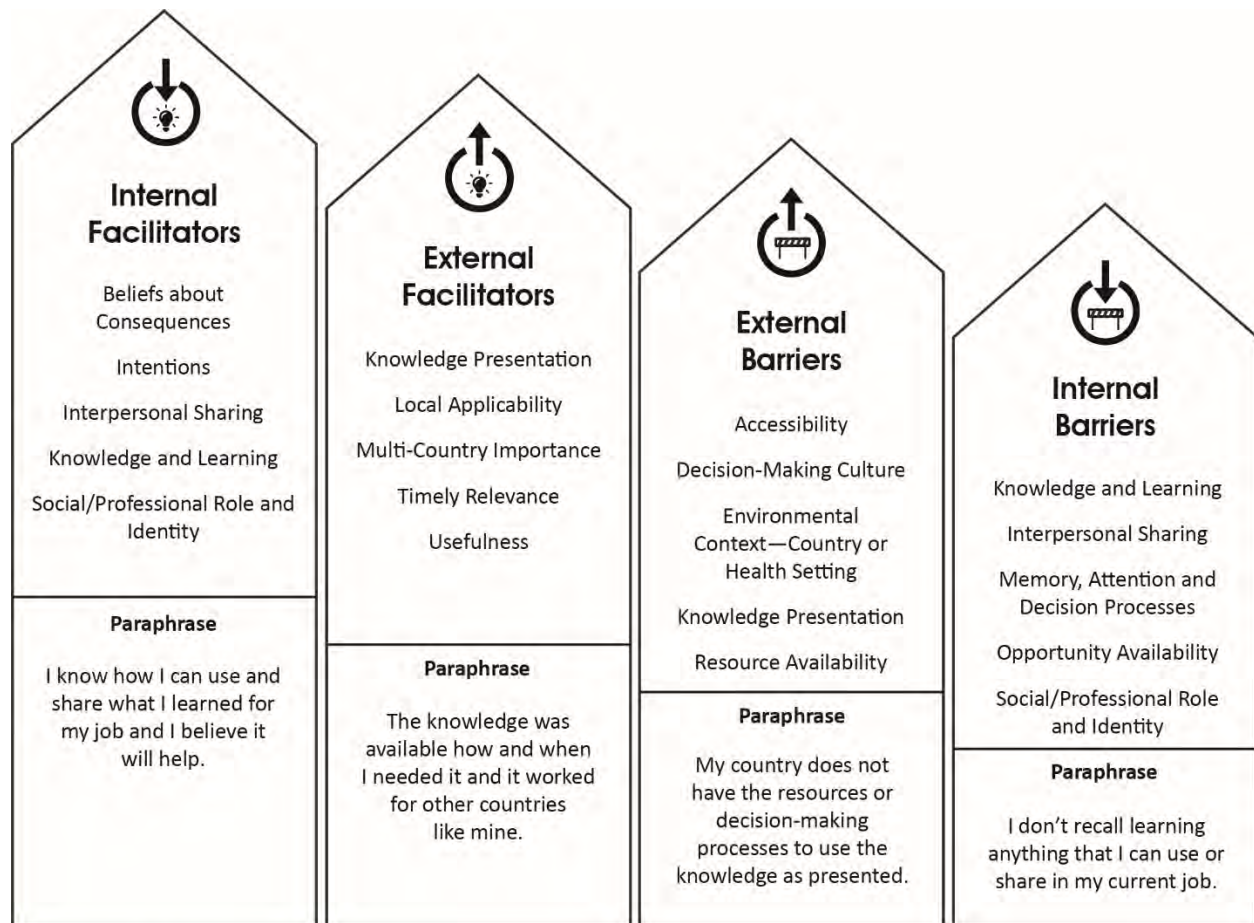 Internal
Facilitators
Beliefs about
Consequences
Intentions
Interpersonal Sharing
Knowledge and Learning
Social/Professional Role and
Identity
Paraphrase
I know how I can use and
share what I learned for
my job and I believe it
will help.
External
Facilitators
Knowledge Presentation
Local Applicability
Multi-Country Importance
Timely Relevance
Usefulness
Paraphrase
The knowledge was
available how and when
I needed it and it worked
for other countries
like mine.
External
Barriers
Accessibility
Decision-Making Culture
Environmental
Context—Country or
Health Setting
Knowledge Presentation
Resource Availability
Paraphrase
My country does not
have the resources or
decision-making
processes to use the
knowledge as presented.
Internal
Barriers
Knowledge and Learning
Interpersonal Sharing
Memory, Attention and
Decision Processes
Opportunity Availability
Social/Professional Role
and Identity
Paraphrase
I don’t recall learning
anything that I can use or
share in my current job.